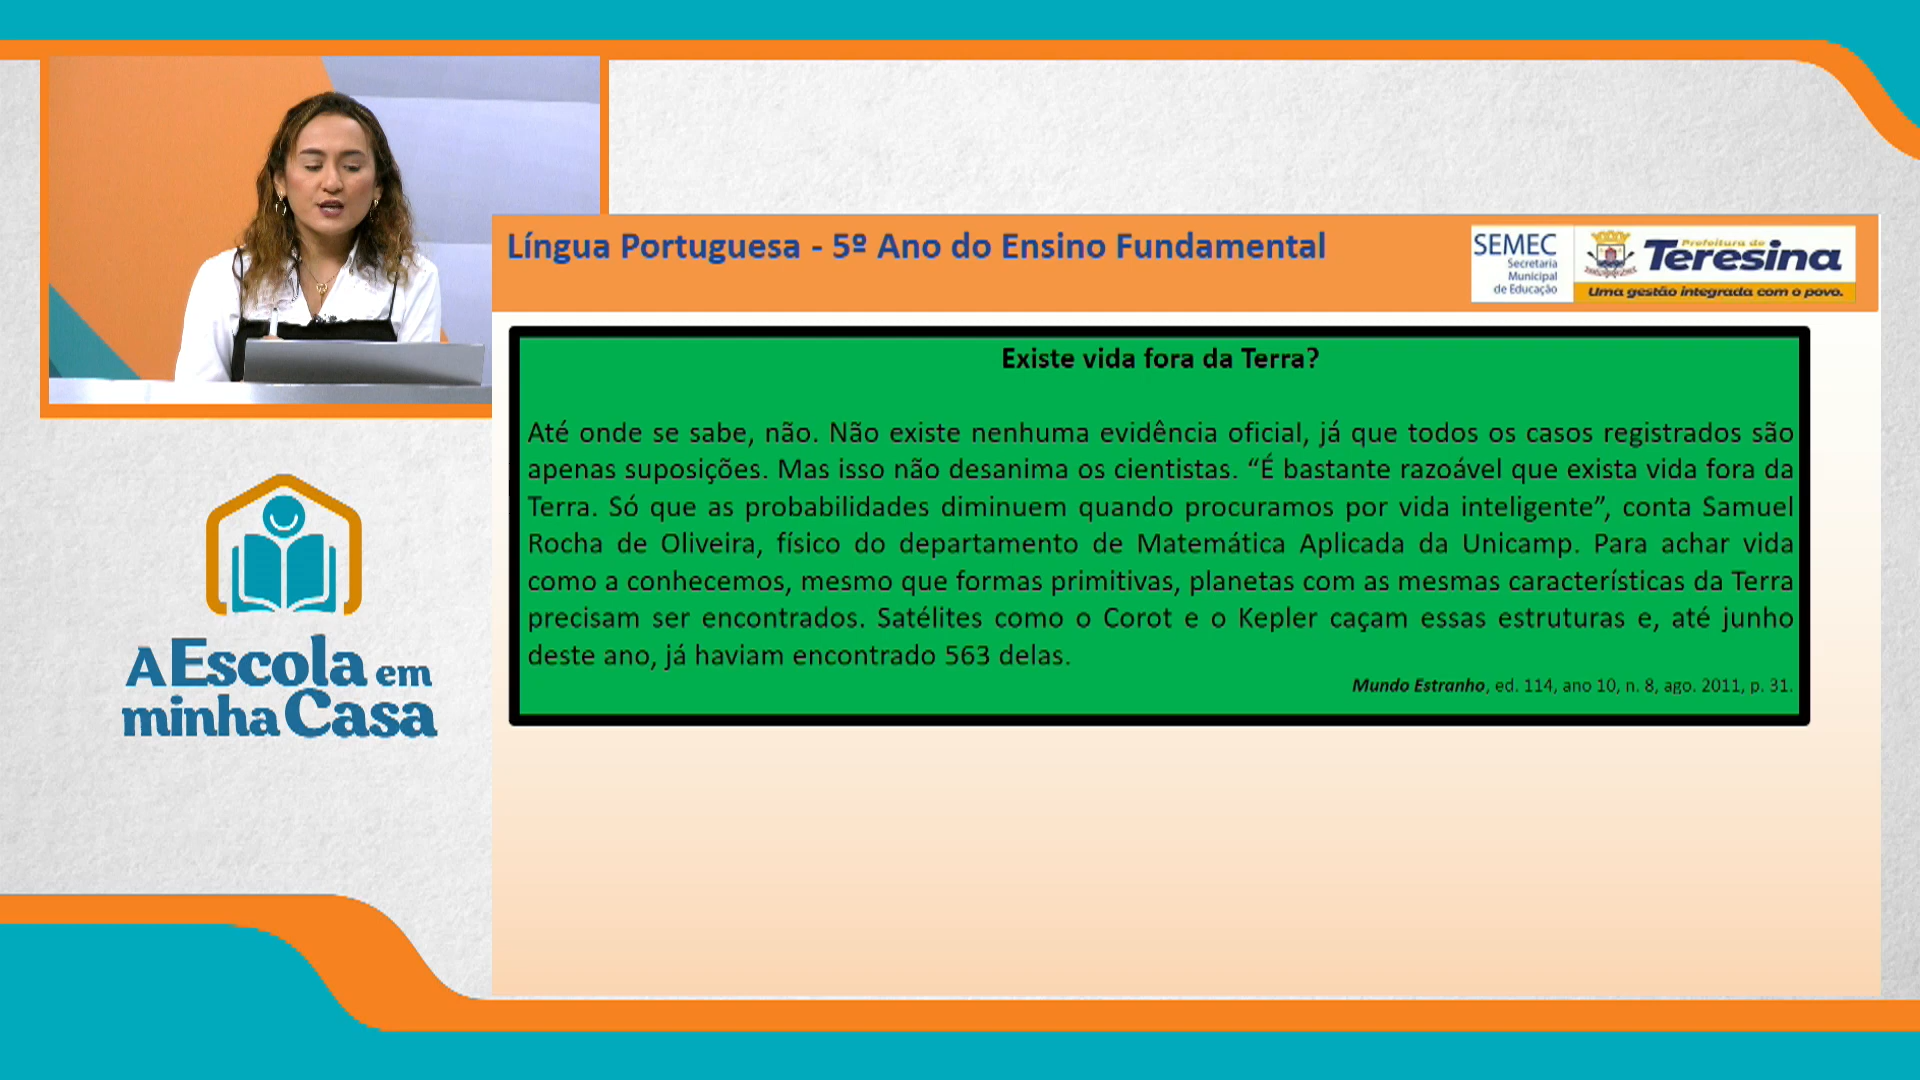 Língua Portuguesa - 5º Ano do Ensino Fundamental
SEMEC
Secretaria
Municipal
de Educação
Prefeitura de
Teresina
Uma gestão integrada com o povo.
Existe vida fora da Terra?
Até onde se sabe, não. Não existe nenhuma evidência oficial, já que todos os casos registrados são
apenas suposições. Mas isso não desanima os cientistas. “É bastante razoável que exista vida fora da
Terra. Só que as probabilidades diminuem quando procuramos por vida inteligente”, conta Samuel
Rocha de Oliveira, físico do departamento de Matemática Aplicada da Unicamp. Para achar vida
como a conhecemos, mesmo que formas primitivas, planetas com as mesmas características da Terra
precisam ser encontrados. Satélites como o Corot e o Kepler caçam essas estruturas e, até junho
deste ano, já haviam encontrado 563 delas.
Mundo Estranho, ed. 114, ano 10, n. 8, ago. 2011, p. 31.
A Escola em
minha Casa